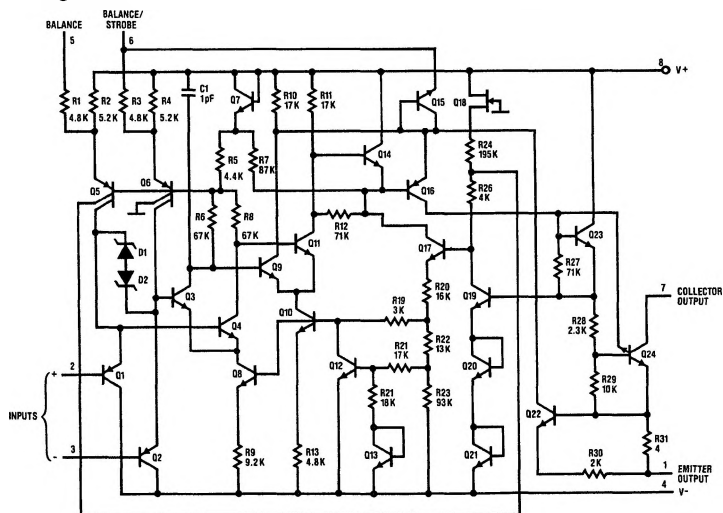 BALANCE/
BALANCE STROBE
5 6
8 V+
R1
4.8K
R2
5.2K
R3
4.8K
R4
5.2K
C1
1pF
Q7
R10
17K
R11
17K
Q15
Q18
R24
195K
Q14
Q5
Q6
R5
4.4K
R7
87K
Q16
R26
4K
R6
67K
R8
67K
R12
71K
Q17
Q23
D1
D2
Q11
R27
71K
Q3
Q9
Q4
Q10
R19
3K
R20
16K
Q19
7
COLLECTOR
OUTPUT
R28
2.3K
Q24
R22
13K
Q20
R29
10K
2
+
Q1
Q8
Q12
R21
17K
R21
18K
R23
93K
Q22
INPUTS
R31
4
3
-
Q2
R9
9.2K
R13
4.8K
Q13
Q21
R30
2K
1
EMITTER
OUTPUT
4
V-